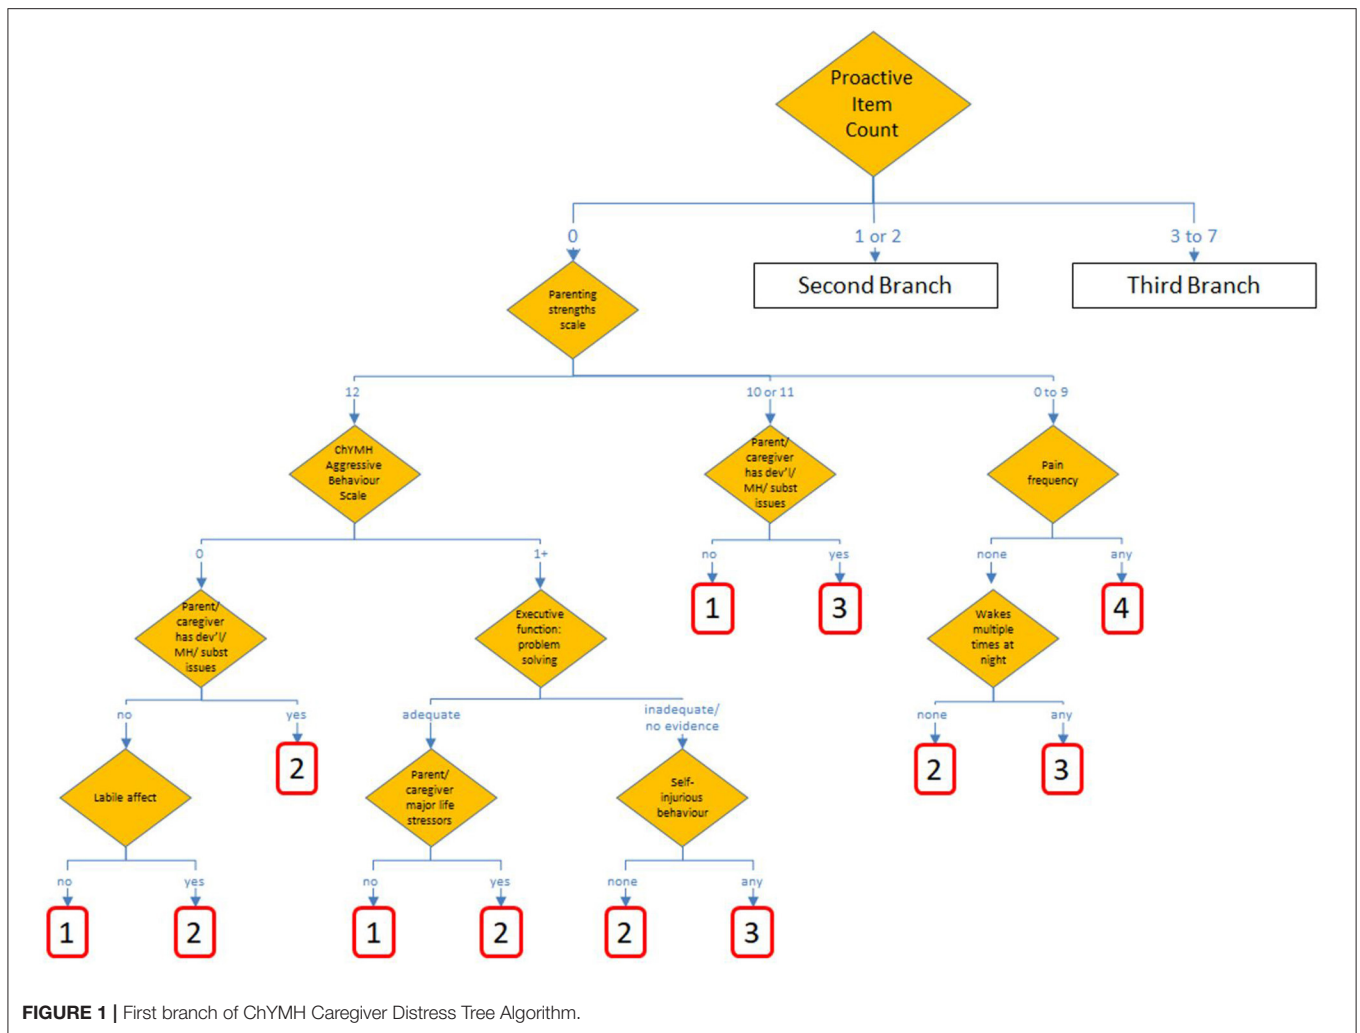 Proactive
Item
Count
0
1 or 2
3 to 7
Second Branch
Third Branch
Parenting
strengths
scale
12
10 or 11
0 to 9
ChYMH
Aggressive
Behaviour
Scale
Parent/
caregiver
has dev'l/
MH/ subst
issues
Pain
frequency
0
1+
no
yes
none
any
1
3
4
Parent/
caregiver
has dev'l/
MH/ subst
issues
Executive
function:
problem
solving
Wakes
multiple
times at
night
no
yes
adequate
inadequate/
no evidence
none
any
2
2
3
Labile affect
Parent/
caregiver
major life
stressors
Self-
injurious
behaviour
no
yes
no
yes
none
any
1
2
1
2
2
3
FIGURE 1 | First branch of ChYMH Caregiver Distress Tree Algorithm.